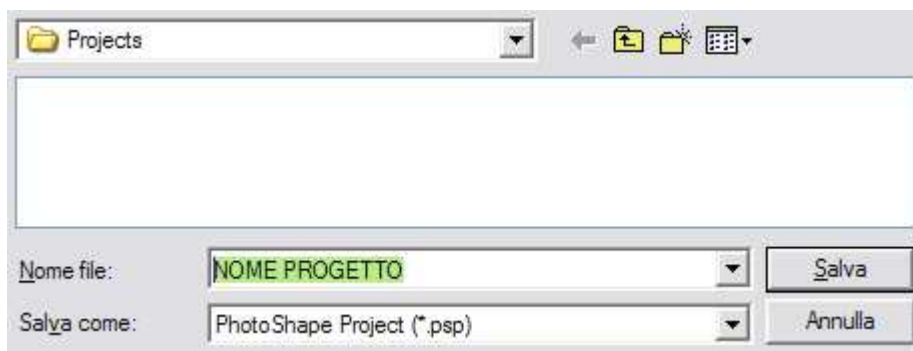 Projects
Nome file:
NOME PROGETTO
Salva
Salva come:
PhotoShape Project (*.psp)
Annulla